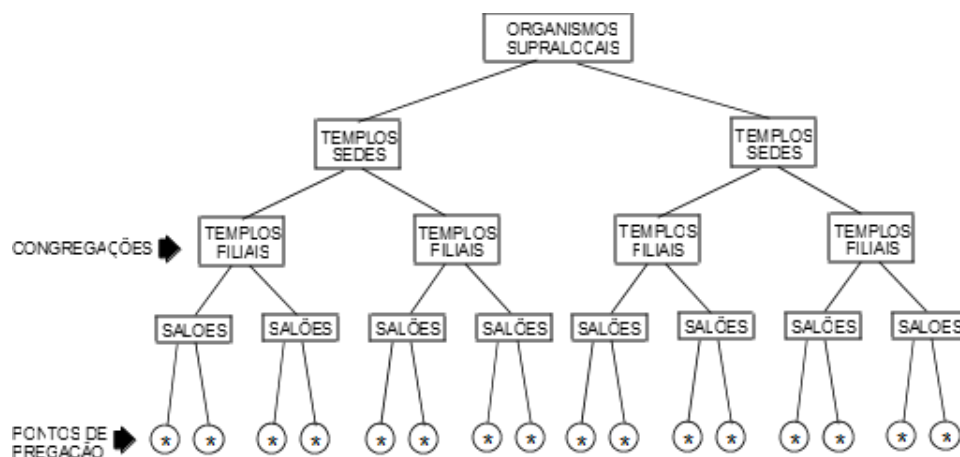 ORGANISMOS
SUPRALOCAIS
TEMPLOS
SEDES
TEMPLOS
SEDES
CONGREGAÇÕES
TEMPLOS
FILIAIS
TEMPLOS
FILIAIS
TEMPLOS
FILIAIS
TEMPLOS
FILIAIS
SALOES
SALÕES
SALÕES
SALÕES
SALÕES
SALÕES
SALÕES
SALOES
PONTOS DE
PREGAÇÃO
* * * * * * * * * * * * * * * *